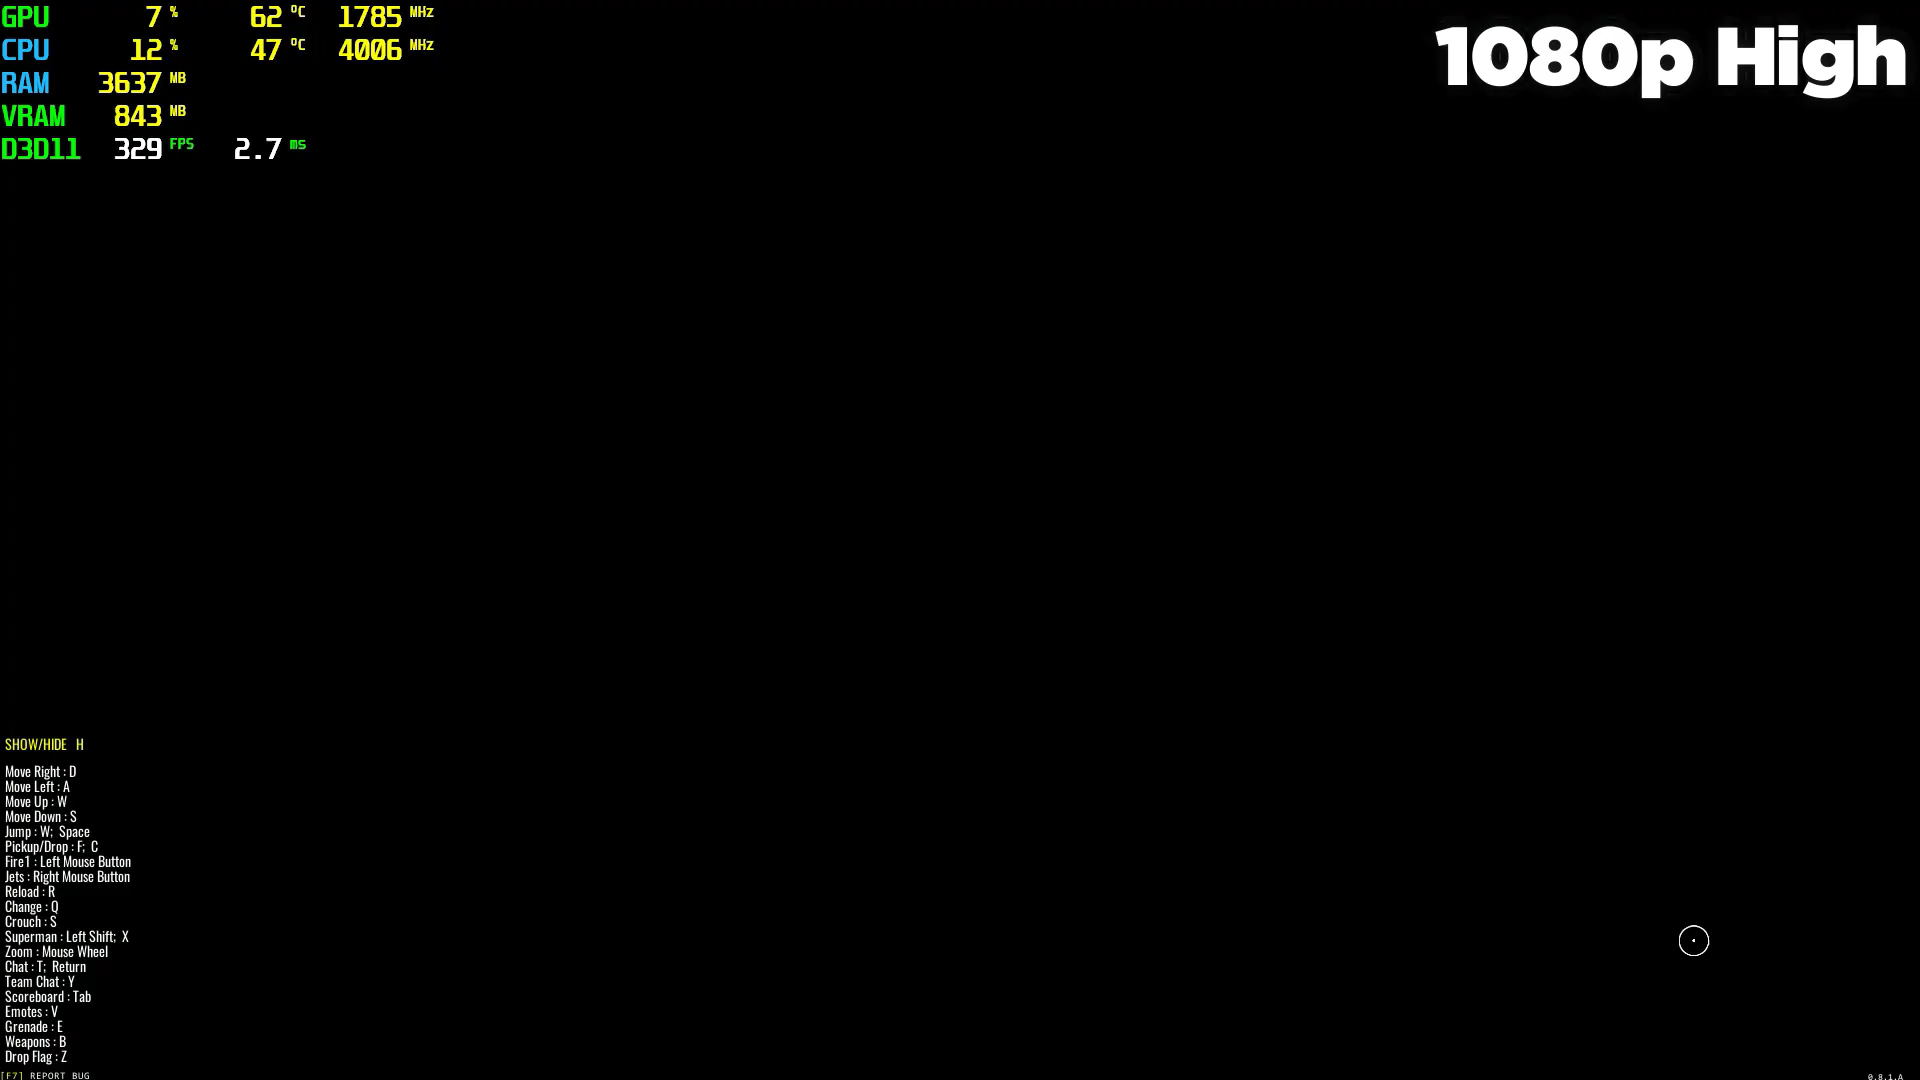 GPU 7 % 62 °C 1785 MHz
1080p High
CPU 12 % 47 °C 4006 MHz
RAM 3637 MB
VRAM 843 MB
D3D11 329 FPS 2.7 ms
SHOW/HIDE H
Move Right : D
Move Left : A
Move Up : W
Move Down : S
Jump : W; Space
Pickup/Drop : F; C
Fire1 : Left Mouse Button
Jets : Right Mouse Button
Reload : R
Change : Q
Crouch : S
Superman : Left Shift; X
Zoom : Mouse Wheel
Chat : T; Return
Team Chat : Y
Scoreboard : Tab
Emotes : V
Grenade : E
Weapons : B
Drop Flag : Z
[F7] REPORT BUG
0.8.1.A